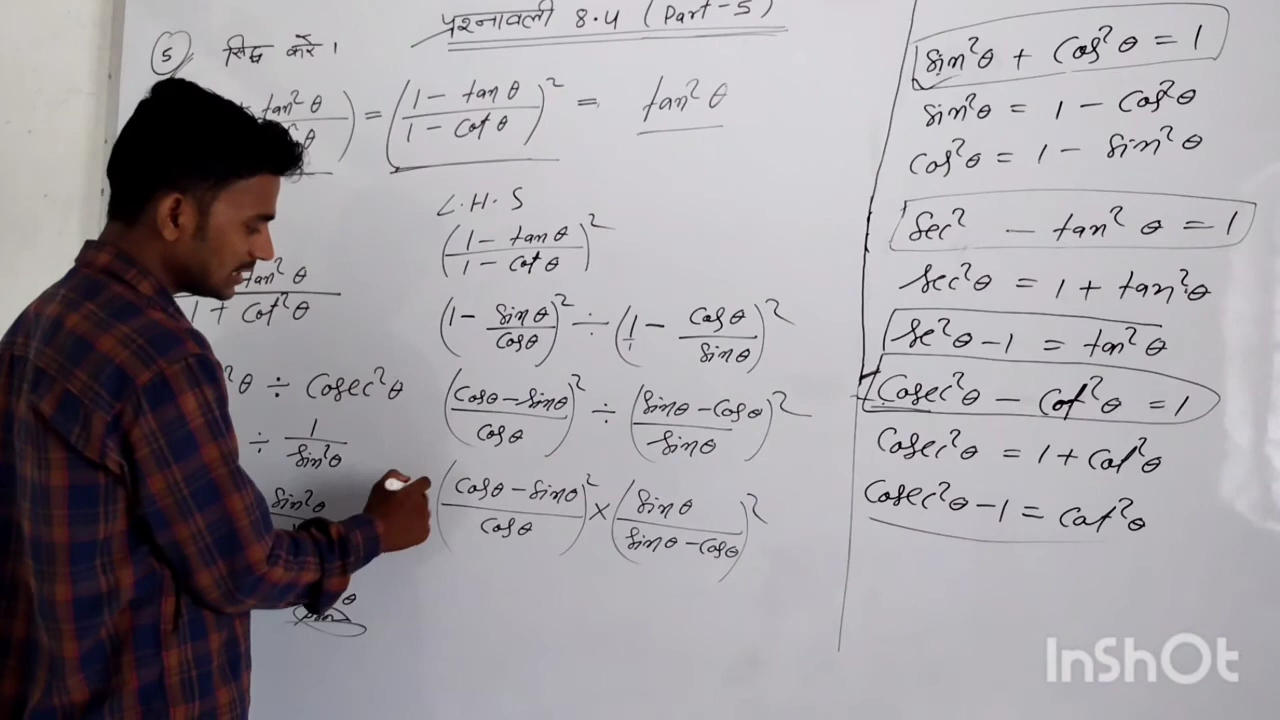 प्रश्नावली 8.4 (Part-5)
5 सिद्ध करें।
tan²θ) = ((1 - tanθ)/(1 - cotθ))² = tan²θ
L.H.S
((1 - tanθ)/(1 - cotθ))²
(1 - sinθ/cosθ)² ÷ (1 - cosθ/sinθ)²
((cosθ - sinθ)/cosθ)² ÷ ((sinθ - cosθ)/sinθ)²
((cosθ - sinθ)/cosθ)² × (sinθ/(sinθ - cosθ))²
tan²θ
1 + cot²θ
²θ ÷ cosec²θ
÷ 1/sin²θ
sin²θ
θ
sin²θ + cos²θ = 1
sin²θ = 1 - cos²θ
cos²θ = 1 - sin²θ
sec² - tan²θ = 1
sec²θ = 1 + tan²θ
se²θ - 1 = tan²θ
cosec²θ - cot²θ = 1
cosec²θ = 1 + cot²θ
cosec²θ - 1 = cot²θ
InShOt